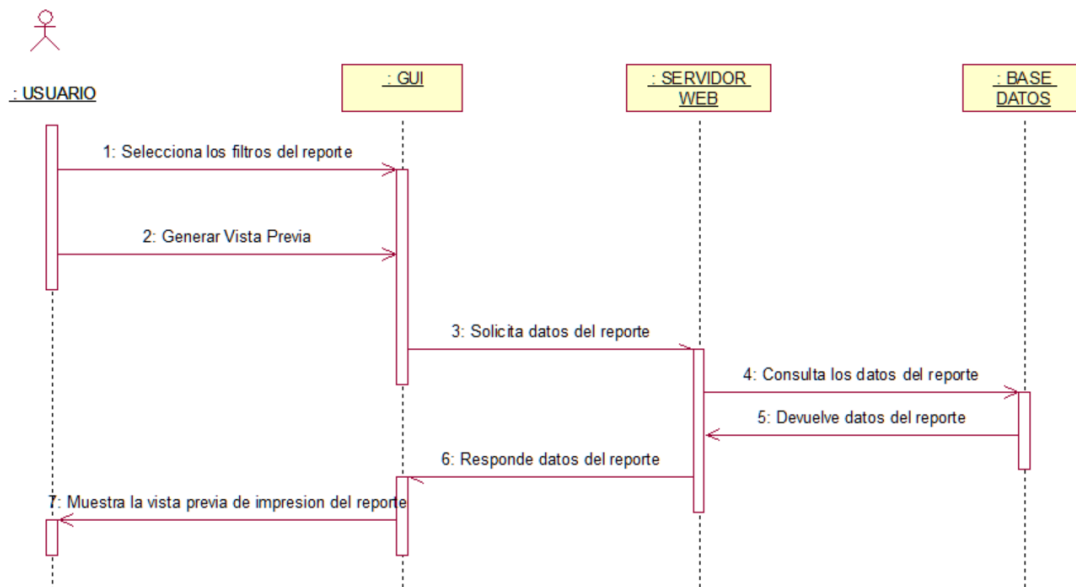 : USUARIO
: GUI
: SERVIDOR
WEB
: BASE
DATOS
1: Selecciona los filtros del reporte
2: Generar Vista Previa
3: Solicita datos del reporte
4: Consulta los datos del reporte
5: Devuelve datos del reporte
6: Responde datos del reporte
7: Muestra la vista previa de impresion del reporte